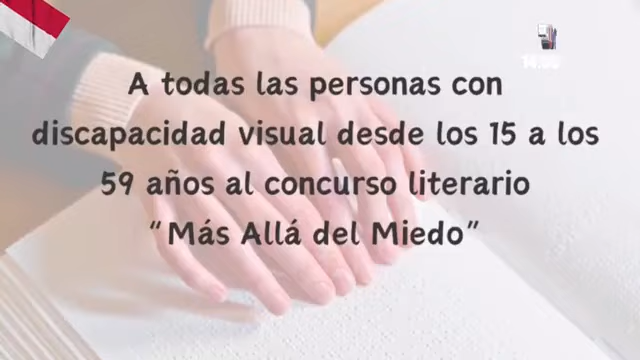 A todas las personas con
discapacidad visual desde los 15 a los
59 años al concurso literario
“Más Allá del Miedo”